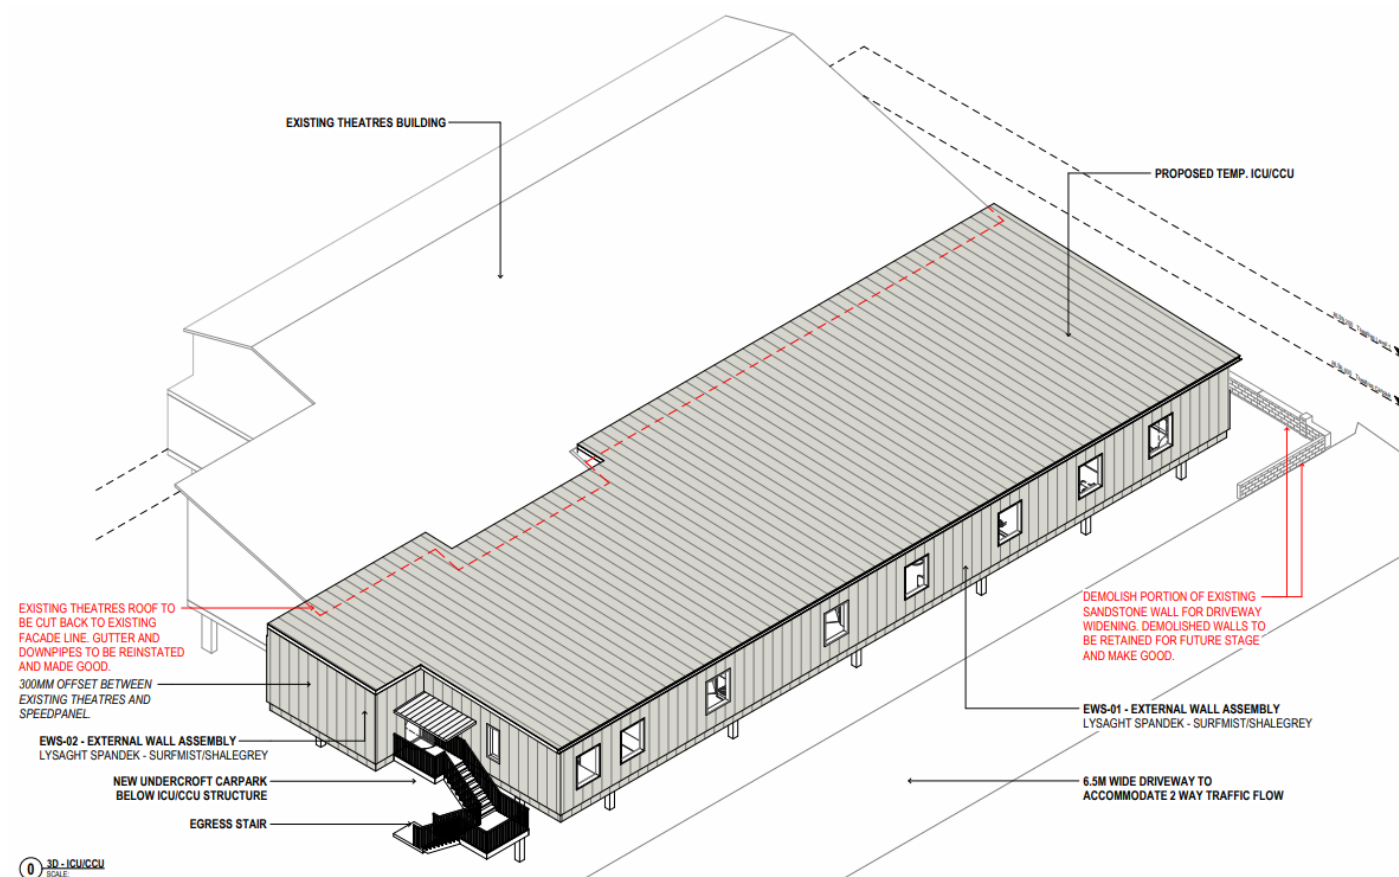 EXISTING THEATRES BUILDING
PROPOSED TEMP. ICU/CCU
EXISTING THEATRES ROOF TO
BE CUT BACK TO EXISTING
FACADE LINE. GUTTER AND
DOWNPIPES TO BE REINSTATED
AND MADE GOOD.
300MM OFFSET BETWEEN
EXISTING THEATRES AND
SPEEDPANEL.
EWS-02 - EXTERNAL WALL ASSEMBLY
LYSAGHT SPANDEK - SURFMIST/SHALEGREY
NEW UNDERCROFT CARPARK
BELOW ICU/CCU STRUCTURE
EGRESS STAIR
DEMOLISH PORTION OF EXISTING
SANDSTONE WALL FOR DRIVEWAY
WIDENING. DEMOLISHED WALLS TO
BE RETAINED FOR FUTURE STAGE
AND MAKE GOOD.
EWS-01 - EXTERNAL WALL ASSEMBLY
LYSAGHT SPANDEK - SURFMIST/SHALEGREY
6.5M WIDE DRIVEWAY TO
ACCOMMODATE 2 WAY TRAFFIC FLOW
0 3D - ICU/CCU
SCALE: